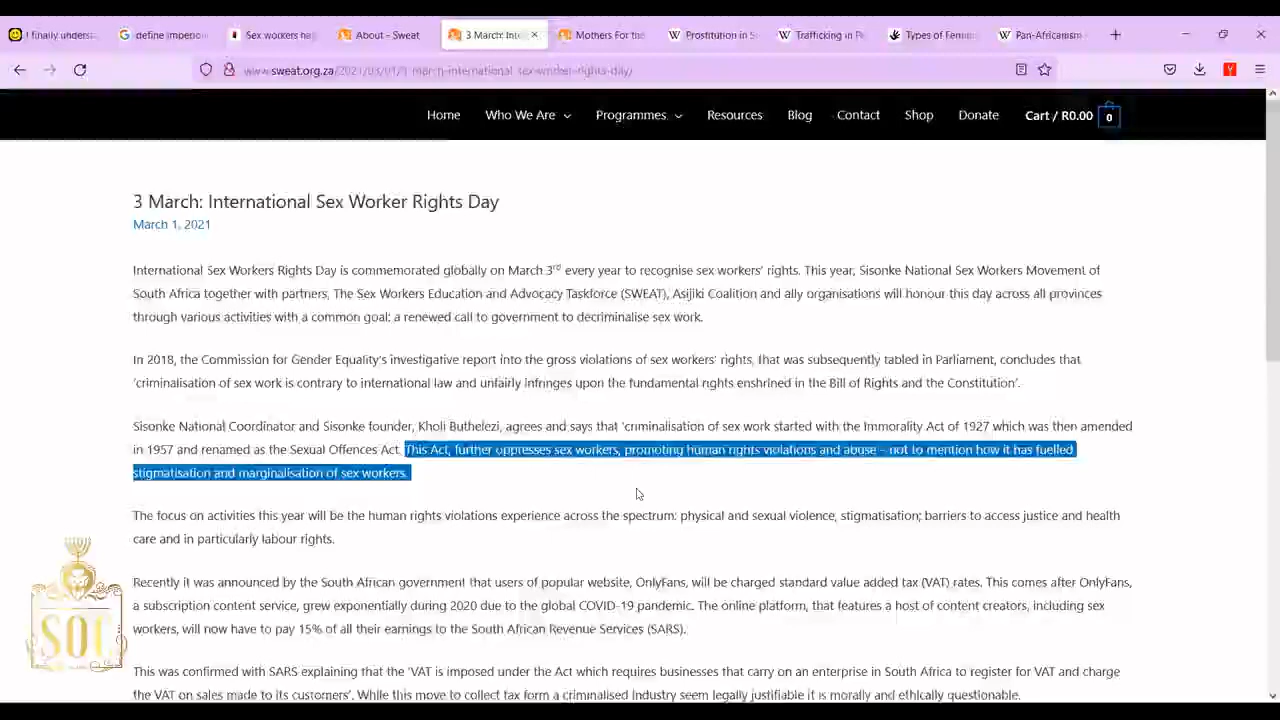 I finally underst
define imperion
Sex workers ha
About – Sweat
3 March: Inte
Mothers For the
Prostitution in S
Trafficking in Pe
Types of Femin
Pan-Africanism
www.sweat.org.za/2021/03/01/3-march-international-sex-worker-rights-day/
Home Who We Are Programmes Resources Blog Contact Shop Donate Cart / R0.00 0
3 March: International Sex Worker Rights Day
March 1, 2021
International Sex Workers Rights Day is commemorated globally on March 3rd every year to recognise sex workers' rights. This year, Sisonke National Sex Workers Movement of
South Africa together with partners, The Sex Workers Education and Advocacy Taskforce (SWEAT), Asijiki Coalition and ally organisations will honour this day across all provinces
through various activities with a common goal: a renewed call to government to decriminalise sex work.
In 2018, the Commission for Gender Equality's investigative report into the gross violations of sex workers' rights, that was subsequently tabled in Parliament, concludes that
'criminalisation of sex work is contrary to international law and unfairly infringes upon the fundamental rights enshrined in the Bill of Rights and the Constitution'.
Sisonke National Coordinator and Sisonke founder, Kholi Buthelezi, agrees and says that 'criminalisation of sex work started with the Immorality Act of 1927 which was then amended
in 1957 and renamed as the Sexual Offences Act. This Act, further oppresses sex workers, promoting human rights violations and abuse – not to mention how it has fuelled
stigmatisation and marginalisation of sex workers.
The focus on activities this year will be the human rights violations experience across the spectrum: physical and sexual violence, stigmatisation; barriers to access justice and health
care and in particularly labour rights.
Recently it was announced by the South African government that users of popular website, OnlyFans, will be charged standard value added tax (VAT) rates. This comes after OnlyFans,
a subscription content service, grew exponentially during 2020 due to the global COVID-19 pandemic. The online platform, that features a host of content creators, including sex
workers, will now have to pay 15% of all their earnings to the South African Revenue Services (SARS).
This was confirmed with SARS explaining that the 'VAT is imposed under the Act which requires businesses that carry on an enterprise in South Africa to register for VAT and charge
the VAT on sales made to its customers'. While this move to collect tax form a criminalised industry seem legally justifiable it is morally and ethically questionable.